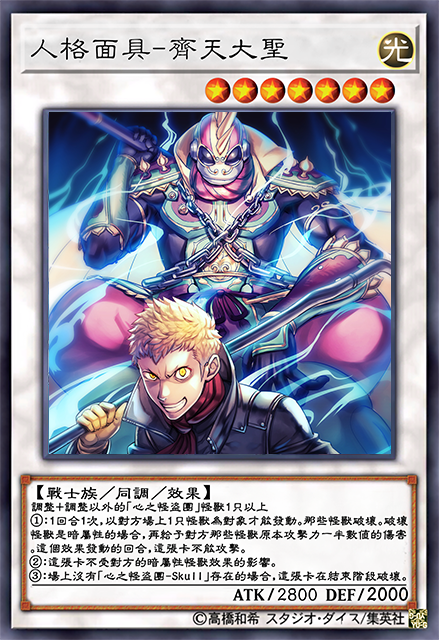 人格面具-齊天大聖
光
【戰士族／同調／效果】
調整+調整以外的「心之怪盜團」怪獸1只以上
①:1回合1次,以對方場上1只怪獸為對象才能發動。那些怪獸破壞。破壞
怪獸是暗屬性的場合,再給予對方那些怪獸原本攻擊力一半數值的傷害
。這個效果發動的回合,這張卡不能攻擊。
②:這張卡不受對方的暗屬性怪獸效果的影響。
③:場上沒有「心之怪盜團-Skull」存在的場合,這張卡在結束階段破壞。
ATK/2800 DEF/2000
©高橋和希 スタジオ・ダイス/集英社